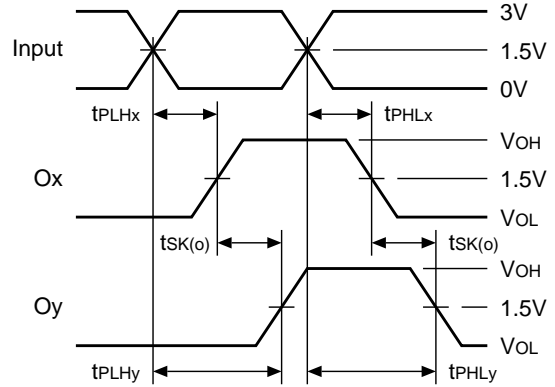 3V
Input
1.5V
0V
tPLHx
tPHLx
VOH
Ox
1.5V
VOL
tSK(o)
tSK(o)
VOH
Oy
1.5V
VOL
tPLHy
tPHLy